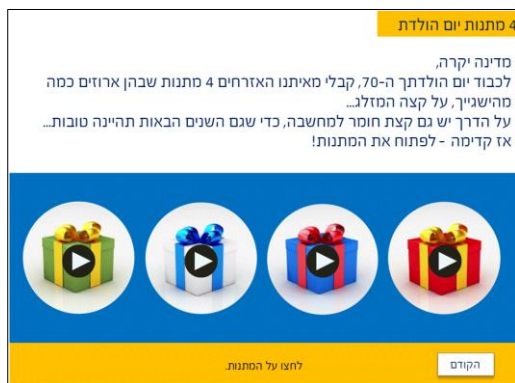 4 מתנות יום הולדת
מדינה יקרה,
לכבוד יום הולדתך ה-70, קבלי מאיתנו האזרחים 4 מתנות שבהן ארוזים כמה
מהישגייך, על קצה המזלג...
על הדרך יש גם קצת חומר למחשבה, כדי שגם השנים הבאות תהיינה טובות...
אז קדימה - לפתוח את המתנות!
לחצו על המתנות.
הקודם